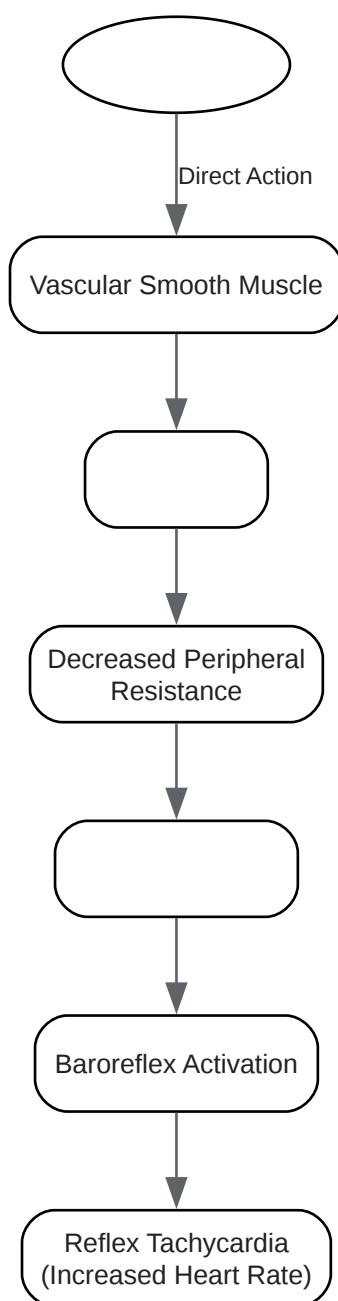 Direct Action
Vascular Smooth Muscle
Decreased Peripheral
Resistance
Baroreflex Activation
Reflex Tachycardia
(Increased Heart Rate)